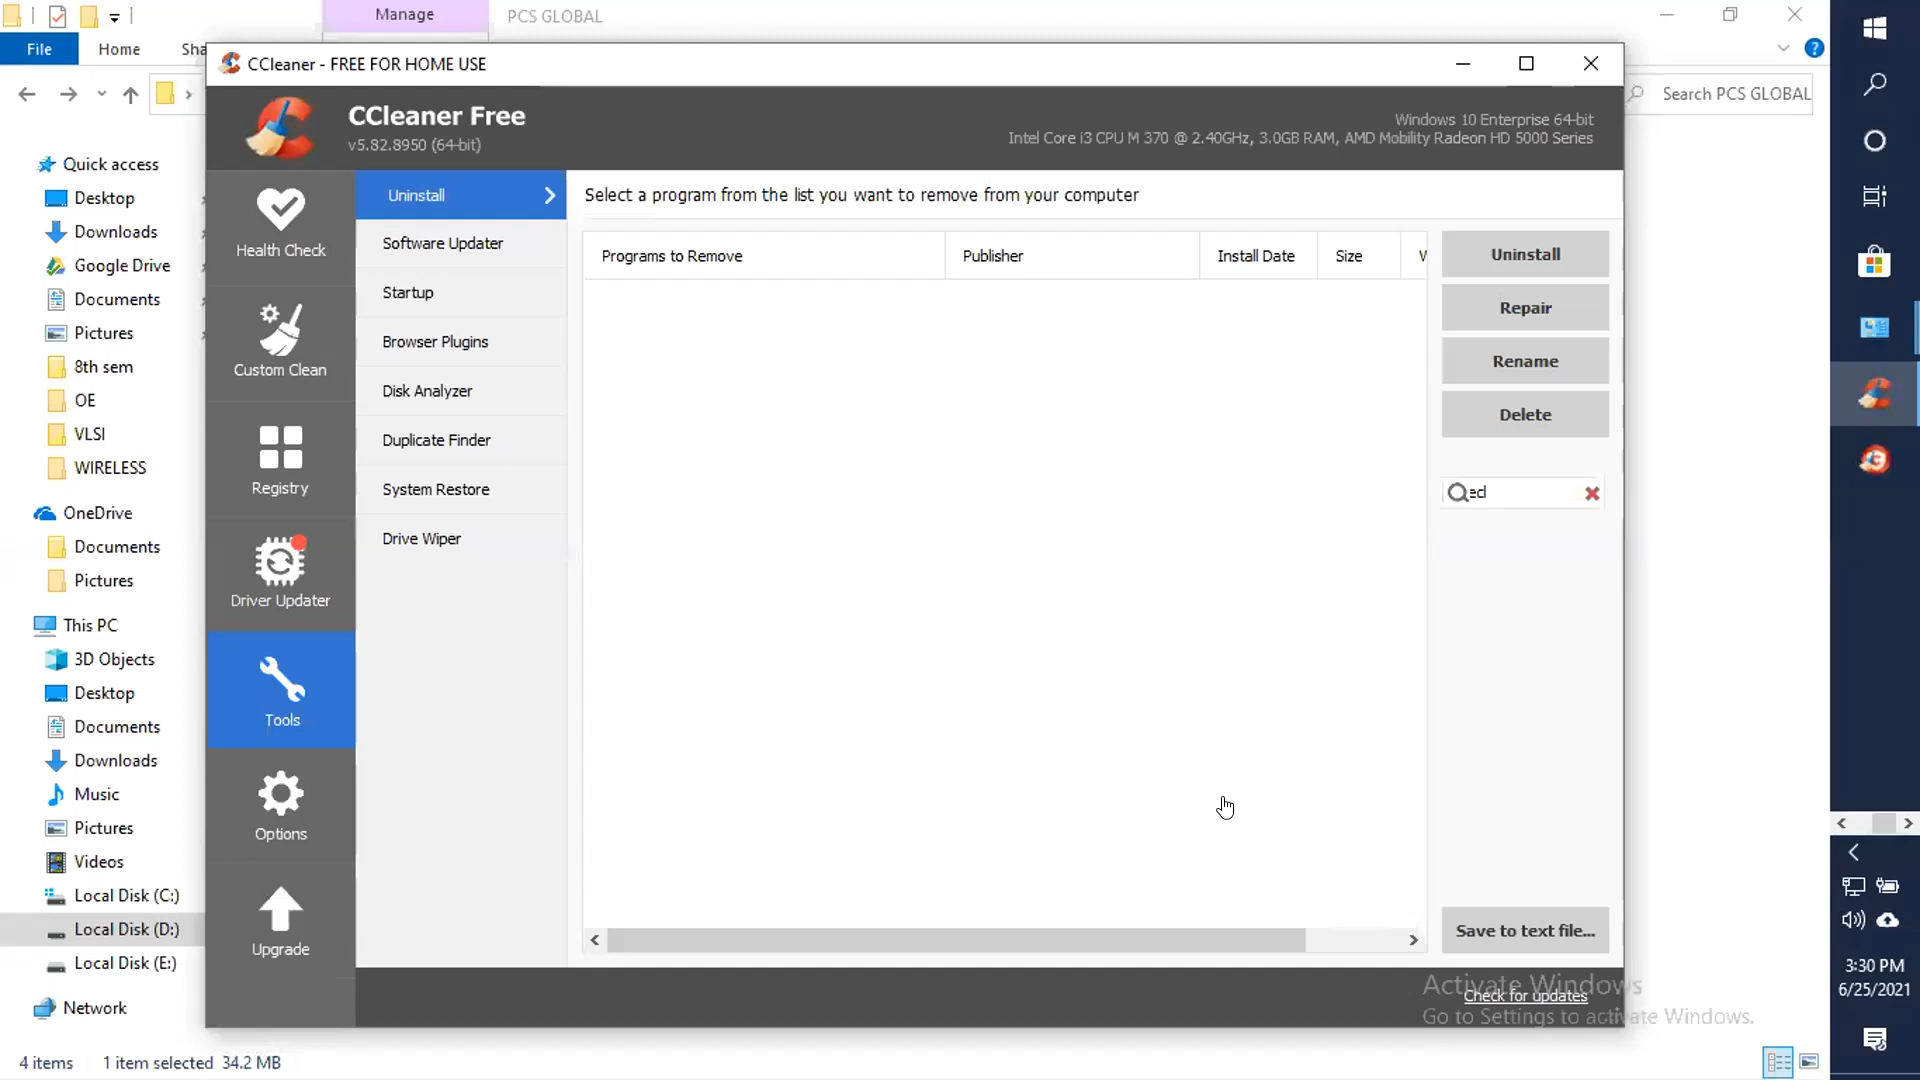 Manage
PCS GLOBAL
File
Home
Sha
CCleaner - FREE FOR HOME USE
Search PCS GLOBAL
CCleaner Free
v5.82.8950 (64-bit)
Windows 10 Enterprise 64-bit
Intel Core i3 CPU M 370 @ 2.40GHz, 3.0GB RAM, AMD Mobility Radeon HD 5000 Series
Quick access
Desktop
Downloads
Google Drive
Documents
Pictures
8th sem
OE
VLSI
WIRELESS
OneDrive
Documents
Pictures
This PC
3D Objects
Desktop
Documents
Downloads
Music
Pictures
Videos
Local Disk (C:)
Local Disk (D:)
Local Disk (E:)
Network
4 items
1 item selected 34.2 MB
Health Check
Custom Clean
Registry
Driver Updater
Tools
Options
Upgrade
Uninstall
Software Updater
Startup
Browser Plugins
Disk Analyzer
Duplicate Finder
System Restore
Drive Wiper
Select a program from the list you want to remove from your computer
Programs to Remove
Publisher
Install Date
Size
Uninstall
Repair
Rename
Delete
ed
Save to text file...
Check for updates
Activate Windows
Go to Settings to activate Windows.
3:30 PM
6/25/2021